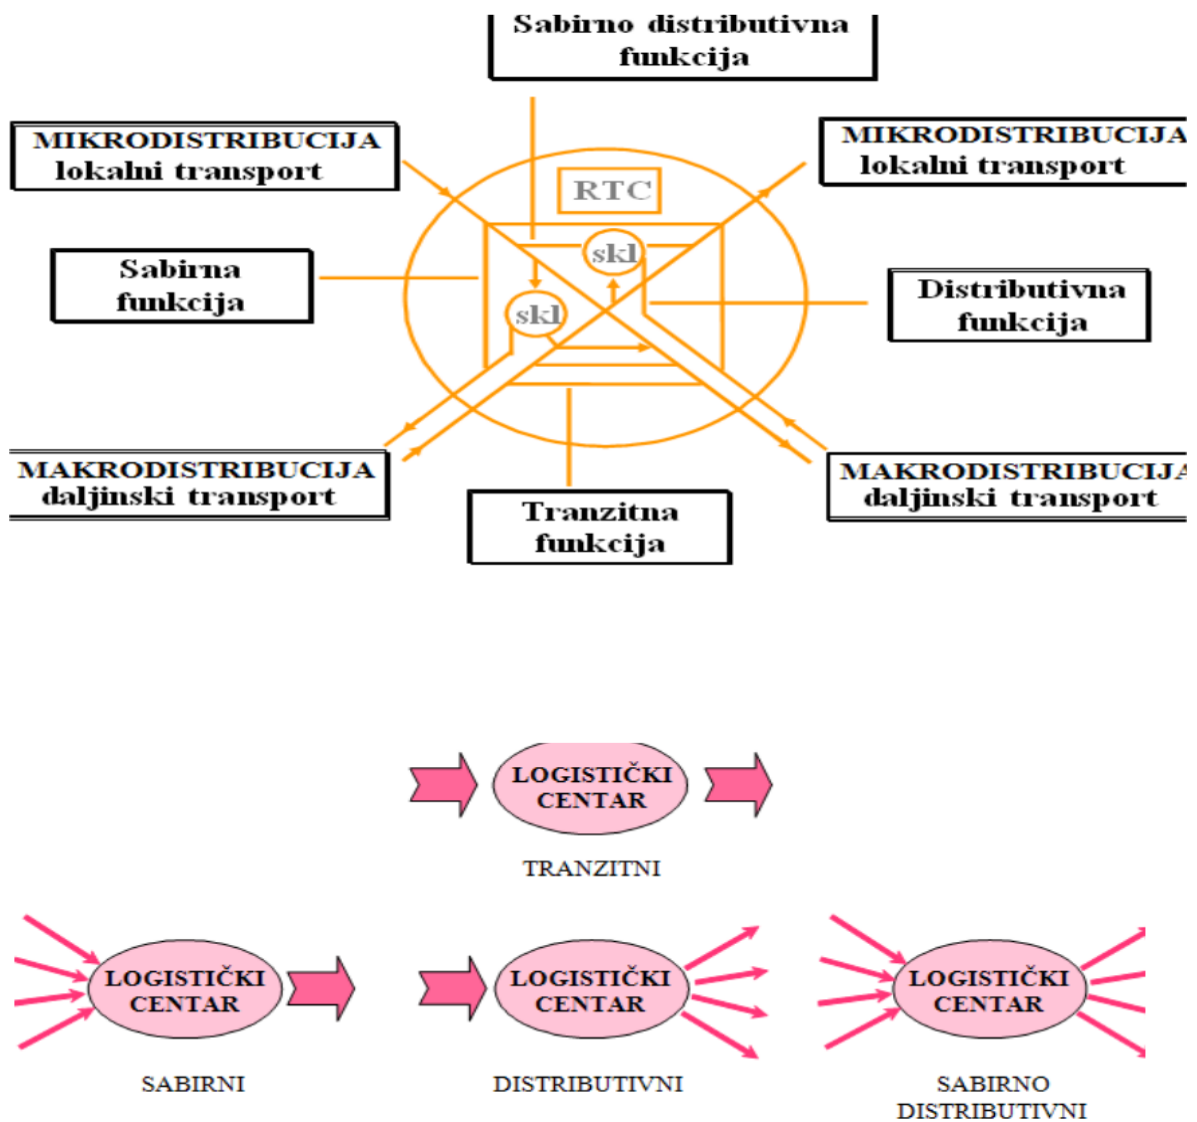 Sabirno distributivna
funkcija
MIKRODISTRIBUCIJA
lokalni transport
MIKRODISTRIBUCIJA
lokalni transport
RTC
skl
Sabirna
funkcija
skl
Distributivna
funkcija
MAKRODISTRIBUCIJA
daljinski transport
MAKRODISTRIBUCIJA
daljinski transport
Tranzitna
funkcija
LOGISTIČKI
CENTAR
TRANZITNI
LOGISTIČKI
CENTAR
SABIRNI
LOGISTIČKI
CENTAR
DISTRIBUTIVNI
LOGISTIČKI
CENTAR
SABIRNO
DISTRIBUTIVNI